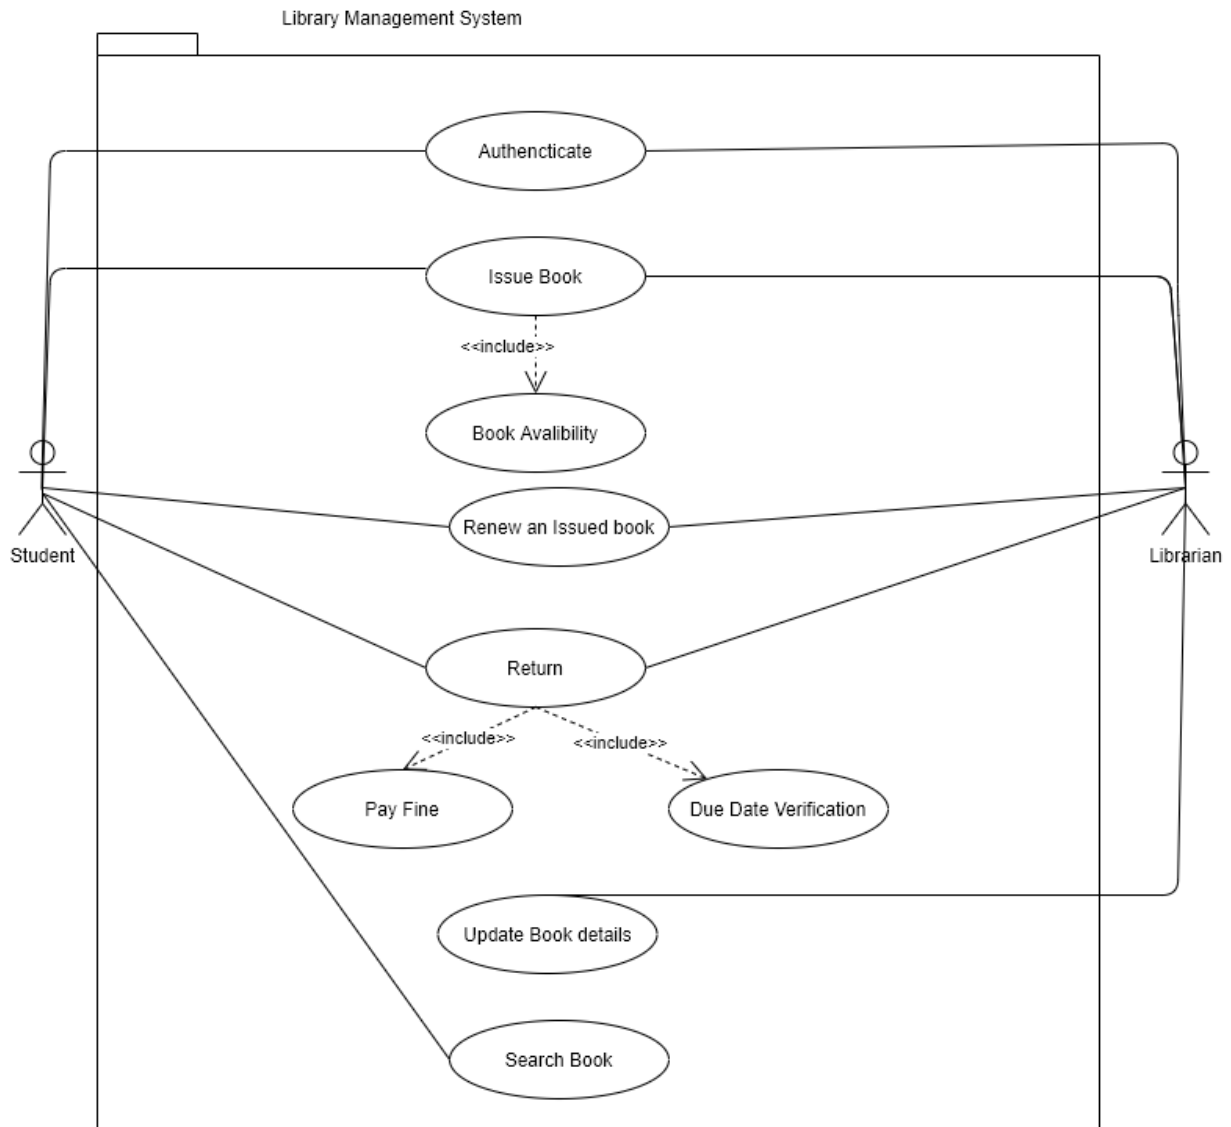 Library Management System
Authencticate
Issue Book
<<include>>
Book Avalibility
Renew an Issued book
Student
Librarian
Return
<<include>>
<<include>>
Pay Fine
Due Date Verification
Update Book details
Search Book